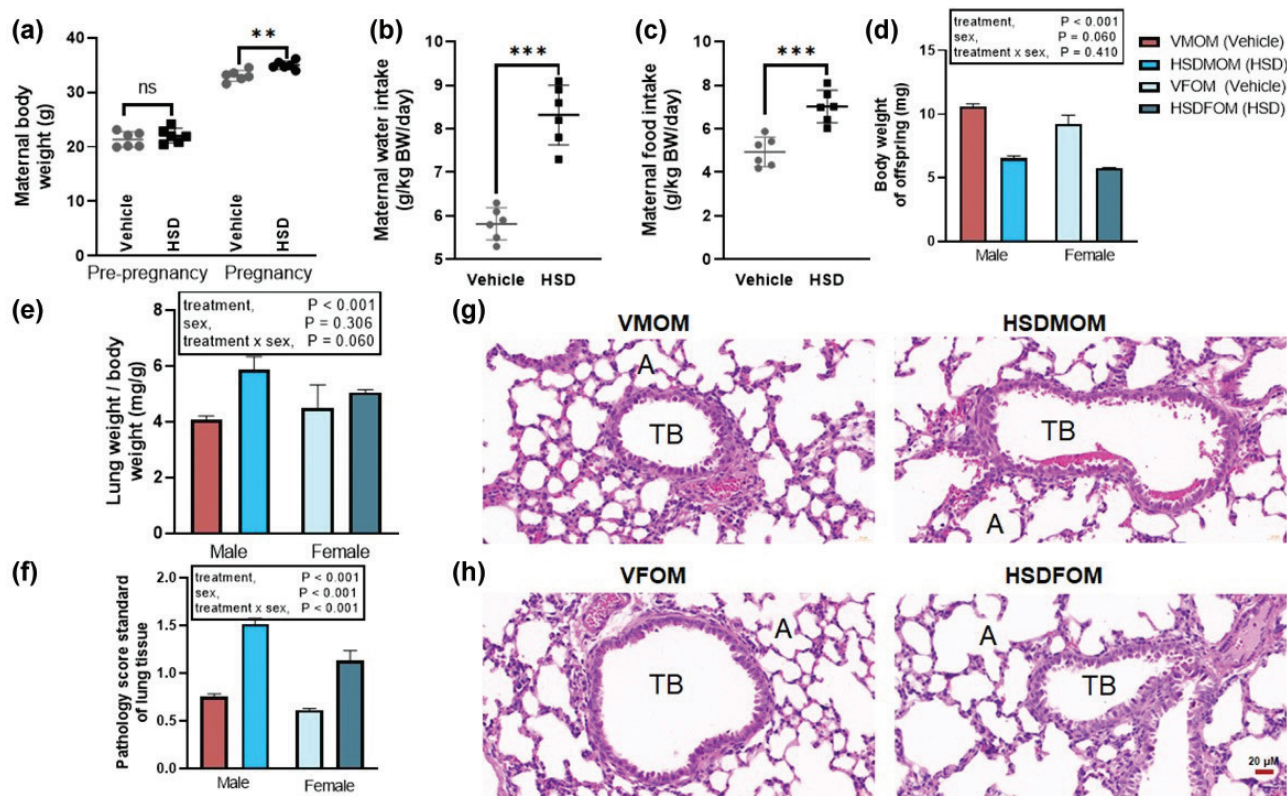 (a)
Maternal body
weight (g)
40
30
20
10
0
ns
**
Vehicle
HSD
Vehicle
HSD
Pre-pregnancy
Pregnancy
(b)
Maternal water intake
(g/kg BW/day)
10
9
8
7
6
5
***
Vehicle
HSD
(c)
Maternal food intake
(g/kg BW/day)
10
8
6
4
2
0
***
Vehicle
HSD
(d)
treatment, P < 0.001
sex, P = 0.060
treatment x sex, P = 0.410
Body weight
of offspring (mg)
15
10
5
0
Male
Female
VMOM (Vehicle)
HSDMOM (HSD)
VFOM (Vehicle)
HSDFOM (HSD)
(e)
treatment, P < 0.001
sex, P = 0.306
treatment x sex, P = 0.060
Lung weight / body
weight (mg/g)
8
6
4
2
0
Male
Female
(f)
treatment, P < 0.001
sex, P < 0.001
treatment x sex, P < 0.001
Pathology score standard
of lung tissue
2.0
1.5
1.0
0.5
0.0
Male
Female
(g)
VMOM
A
TB
HSDMOM
TB
A
(h)
VFOM
A
TB
HSDFOM
A
TB
20 µM